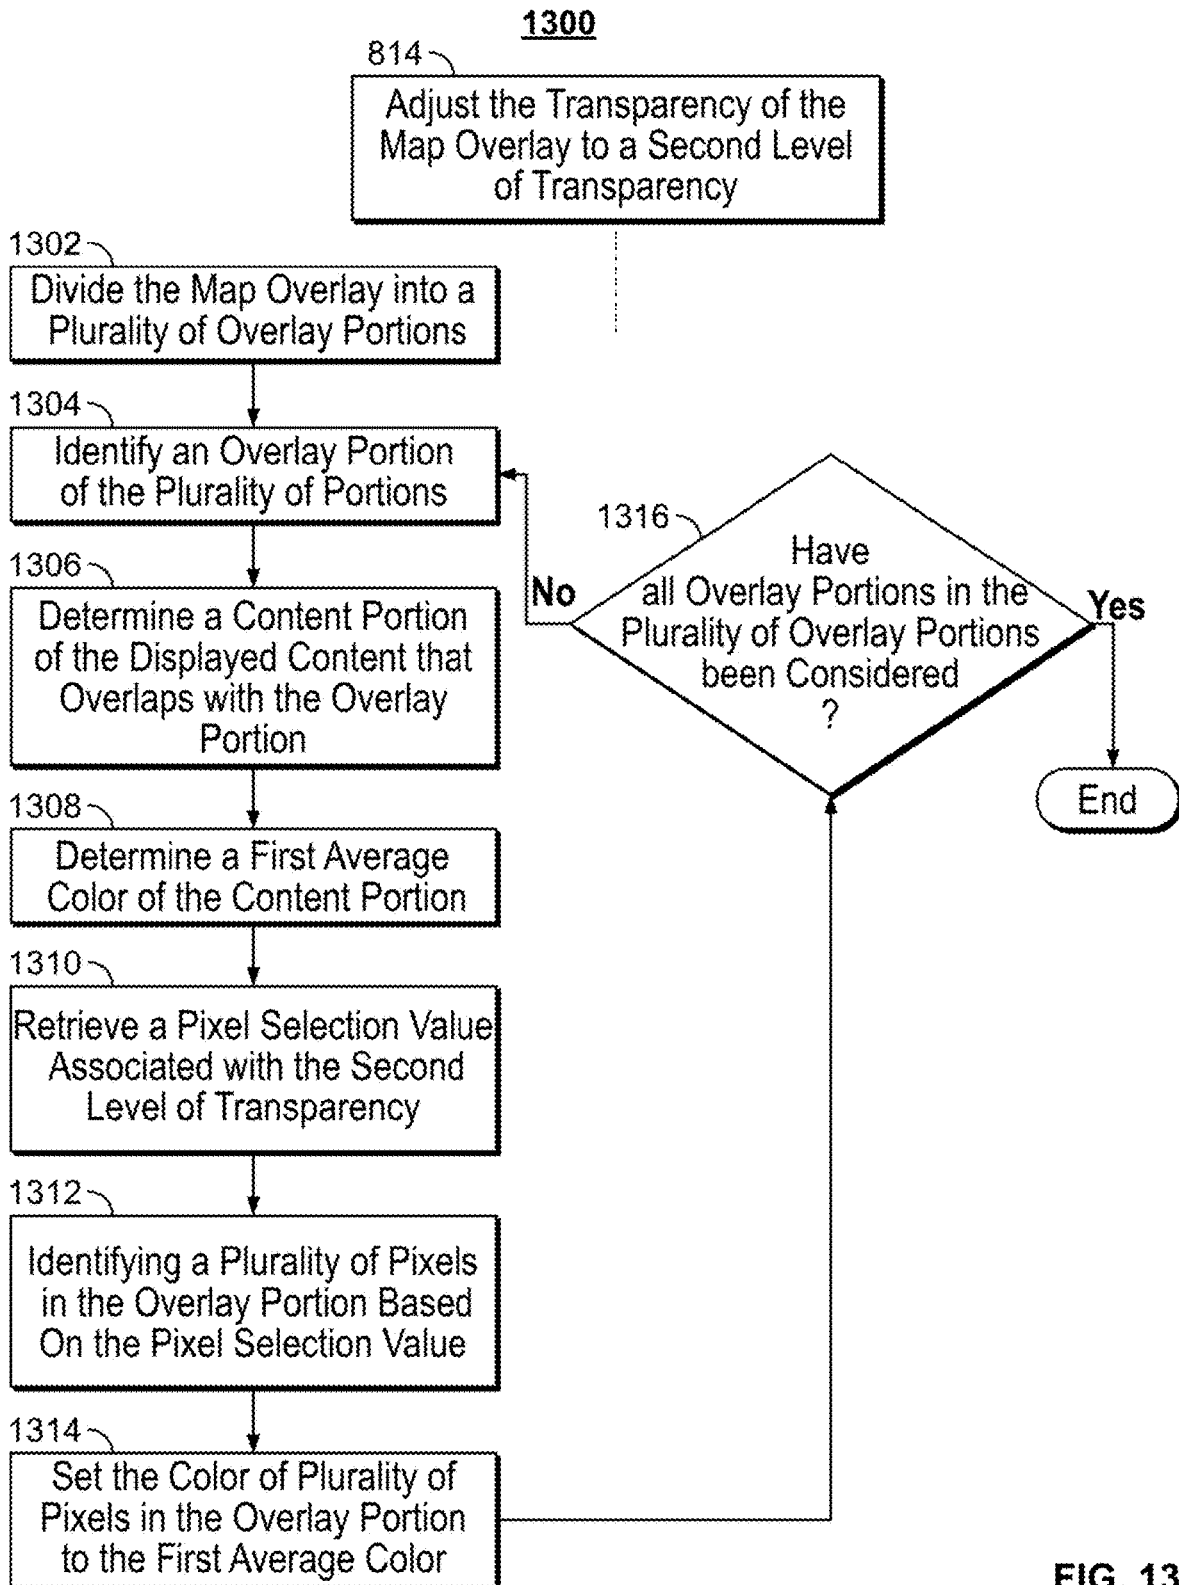 1300
814
Adjust the Transparency of the
Map Overlay to a Second Level
of Transparency
1302
Divide the Map Overlay into a
Plurality of Overlay Portions
1304
Identify an Overlay Portion
of the Plurality of Portions
1306
Determine a Content Portion
of the Displayed Content that
Overlaps with the Overlay
Portion
1308
Determine a First Average
Color of the Content Portion
1310
Retrieve a Pixel Selection Value
Associated with the Second
Level of Transparency
1312
Identifying a Plurality of Pixels
in the Overlay Portion Based
On the Pixel Selection Value
1314
Set the Color of Plurality of
Pixels in the Overlay Portion
to the First Average Color
1316
Have
all Overlay Portions in the
Plurality of Overlay Portions
been Considered
?
No
Yes
End
FIG. 13